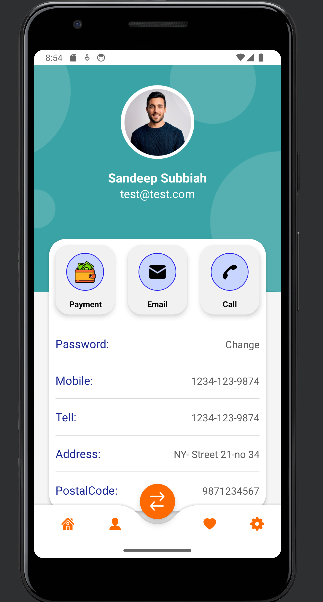 8:54
Sandeep Subbiah
test@test.com
Payment Email Call
Password: Change
Mobile: 1234-123-9874
Tell: 1234-123-9874
Address: NY- Street 21-no 34
PostalCode: 9871234567